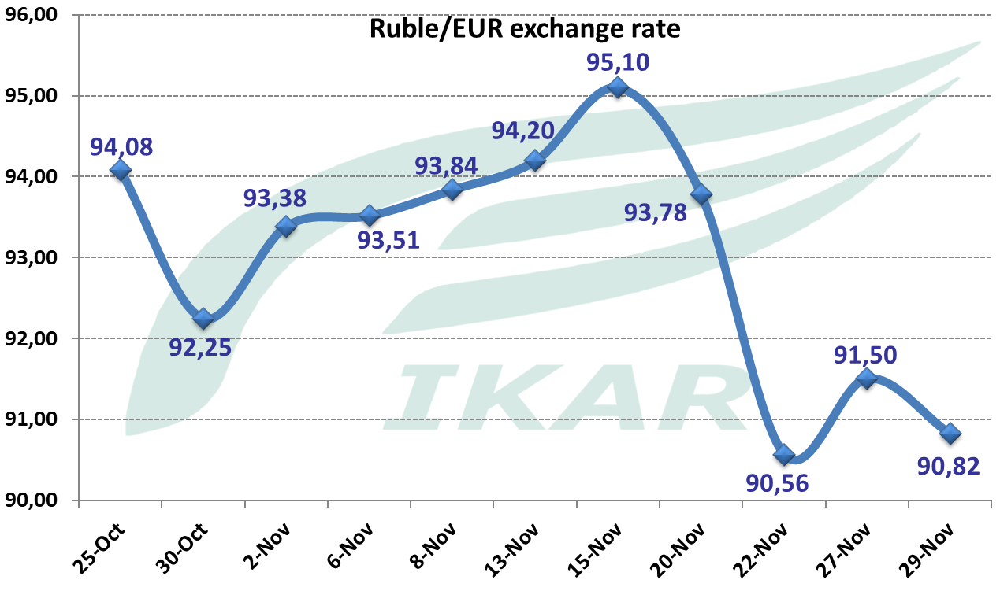 Ruble/EUR exchange rate
96,00
95,00
94,00
93,00
92,00
91,00
90,00
94,08
92,25
93,38
93,51
93,84
94,20
95,10
93,78
90,56
91,50
90,82
IKAR
25-Oct
30-Oct
2-Nov
6-Nov
8-Nov
13-Nov
15-Nov
20-Nov
22-Nov
27-Nov
29-Nov